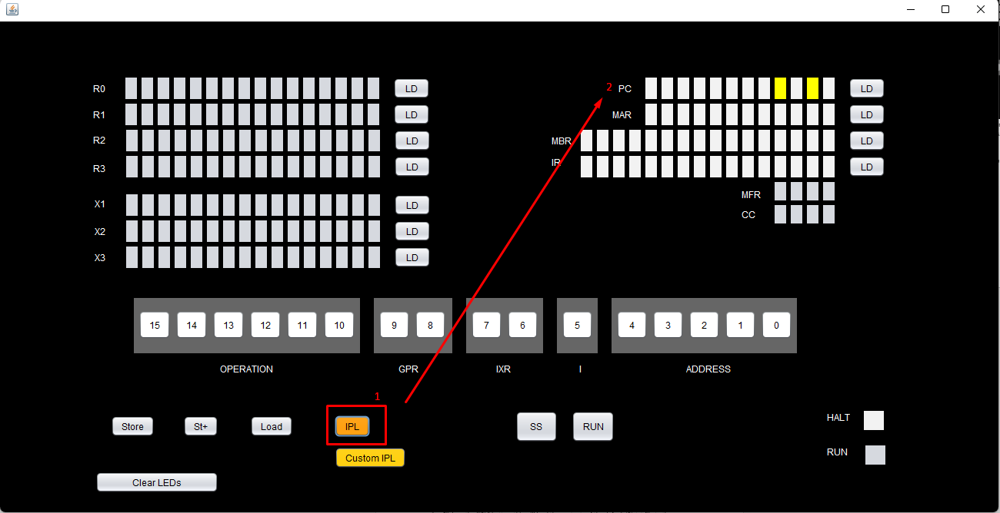 R0 LD 2 PC LD
R1 LD MAR LD
R2 LD MBR LD
R3 LD IR LD
MFR
X1 LD CC
X2 LD
X3 LD
15 14 13 12 11 10 9 8 7 6 5 4 3 2 1 0
OPERATION GPR IXR I ADDRESS
1
Store St+ Load IPL SS RUN HALT
Custom IPL RUN
Clear LEDs